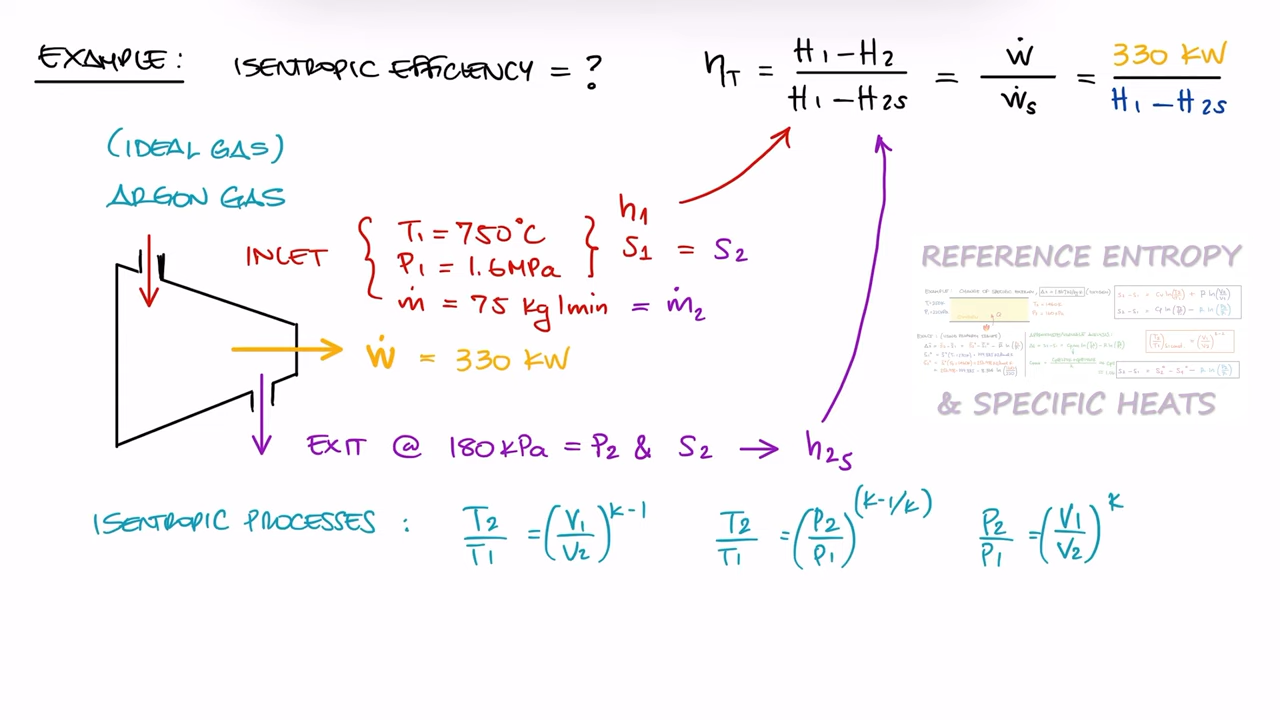 EXAMPLE: ISENTROPIC EFFICIENCY = ?
ηT = (H1 – H2)/(H1 – H2s) = Ẇ/Ẇs = 330 kW/(H1 – H2s)
(IDEAL GAS)
ARGON GAS
INLET { T1 = 750°C
P1 = 1.6MPa }
ṁ = 75 kg/min = ṁ2
h1
S1 = S2
Ẇ = 330 kW
EXIT @ 180kPa = P2 & S2 → h2s
REFERENCE ENTROPY
& SPECIFIC HEATS
ISENTROPIC PROCESSES: T2/T1 = (V1/V2)^k-1 T2/T1 = (P2/P1)^(k-1/k) P2/P1 = (V1/V2)^k